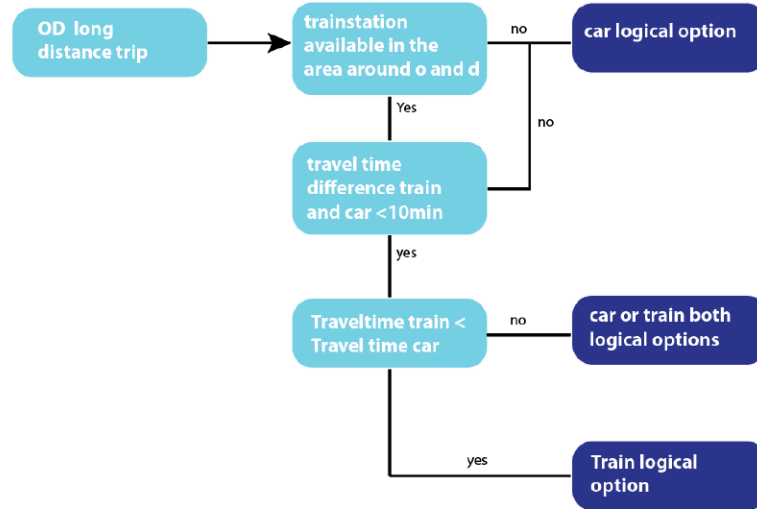 OD long
distance trip
trainstation
available in the
area around o and d
no
car logical option
Yes
no
travel time
difference train
and car <10min
yes
Traveltime train <
Travel time car
no
car or train both
logical options
yes
Train logical
option